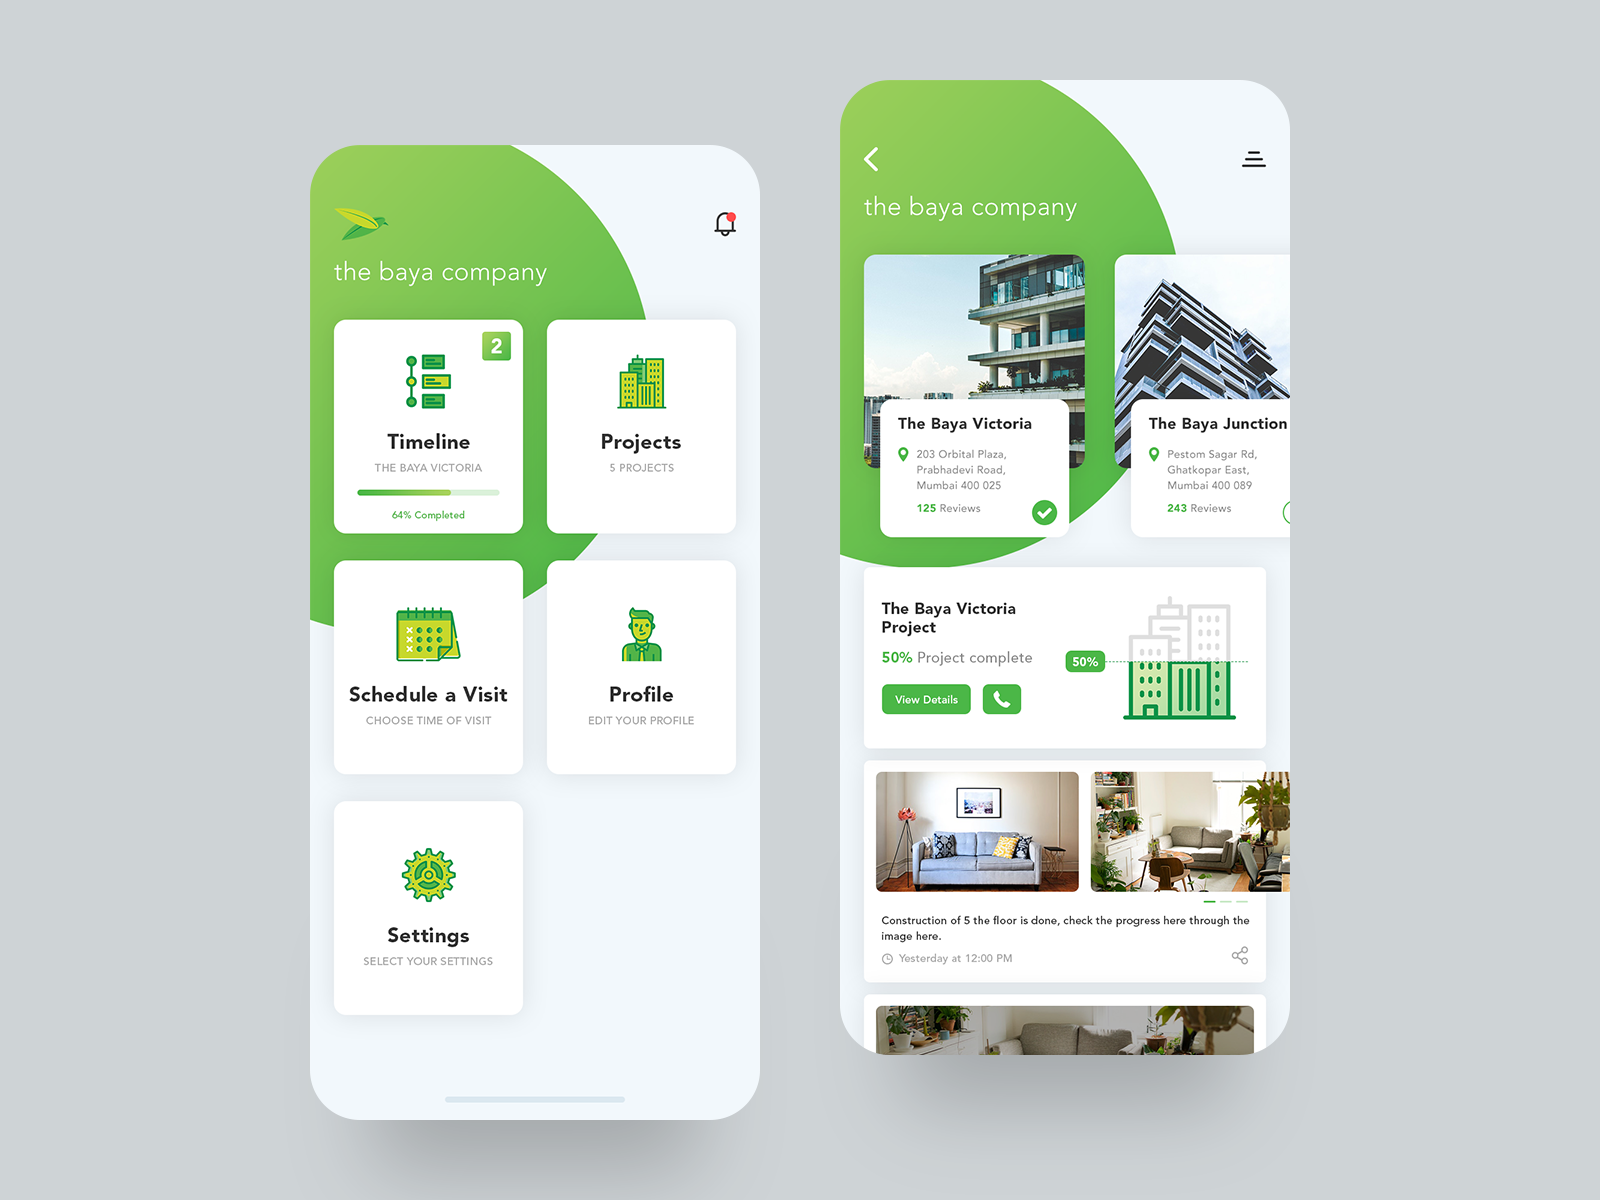 the baya company
2
Timeline
THE BAYA VICTORIA
64% Completed
Projects
5 PROJECTS
Schedule a Visit
CHOOSE TIME OF VISIT
Profile
EDIT YOUR PROFILE
Settings
SELECT YOUR SETTINGS
the baya company
The Baya Victoria
203 Orbital Plaza,
Prabhadevi Road,
Mumbai 400 025
125 Reviews
The Baya Junction
Pestom Sagar Rd,
Ghatkopar East,
Mumbai 400 089
243 Reviews
The Baya Victoria
Project
50% Project complete
View Details
50%
Construction of 5 the floor is done, check the progress here through the
image here.
Yesterday at 12:00 PM